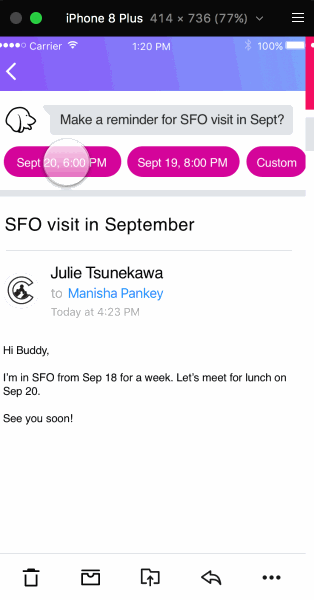 iPhone 8 Plus 414 × 736 (77%)
Carrier 1:20 PM 100%
Make a reminder for SFO visit in Sept?
Sept 20, 6:00 PM Sept 19, 8:00 PM Custom
SFO visit in September
Julie Tsunekawa
to Manisha Pankey
Today at 4:23 PM
Hi Buddy,
I'm in SFO from Sep 18 for a week. Let's meet for lunch on
Sep 20.
See you soon!